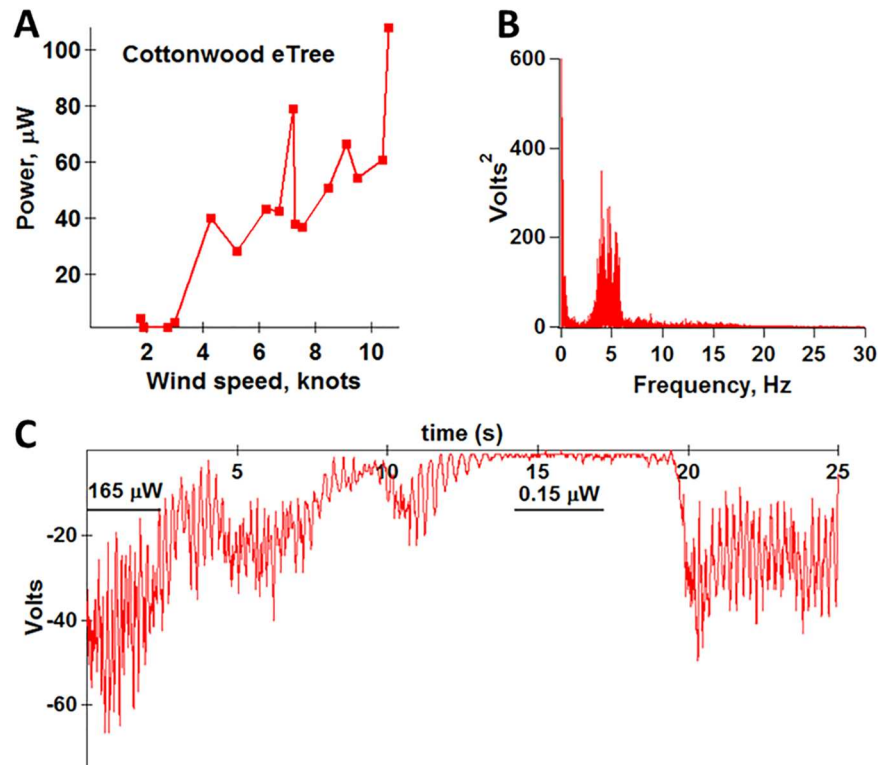 A
Cottonwood eTree
Power, µW
100
80
60
40
20
2 4 6 8 10
Wind speed, knots
B
Volts²
600
400
200
0
0 5 10 15 20 25 30
Frequency, Hz
C
time (s)
5 10 15 20 25
165 µW
0.15 µW
Volts
-20
-40
-60